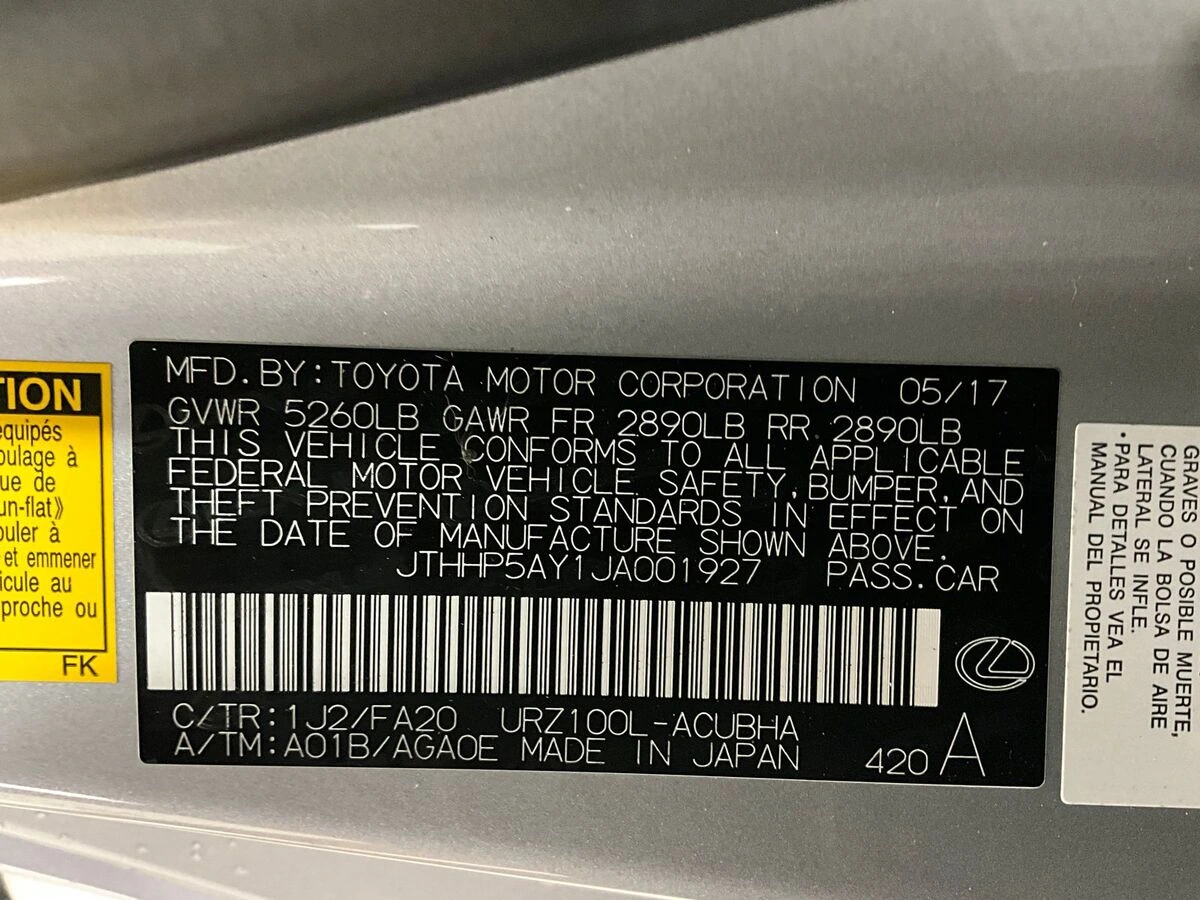 TION
equipés
oulage à
ue de
un-flat》
ouler à
et emmener
icule au
proche ou
FK
MFD. BY: TOYOTA MOTOR CORPORATION 05/17
GVWR 5260LB GAWR FR 2890LB RR 2890LB
THIS VEHICLE CONFORMS TO ALL APPLICABLE
FEDERAL MOTOR VEHICLE SAFETY, BUMPER, AND
THEFT PREVENTION STANDARDS IN EFFECT ON
THE DATE OF MANUFACTURE SHOWN ABOVE.
JTHHP5AY1JA001927 PASS. CAR
C/TR: 1J2/FA20 URZ100L-ACUBHA
A/TM: A01B/AGA0E MADE IN JAPAN 420 A
GRAVES O POSIBLE MUERTE,
CUANDO LA BOLSA DE AIRE
LATERAL SE INFLE.
•PARA DETALLES VEA EL
MANUAL DEL PROPIETARIO.